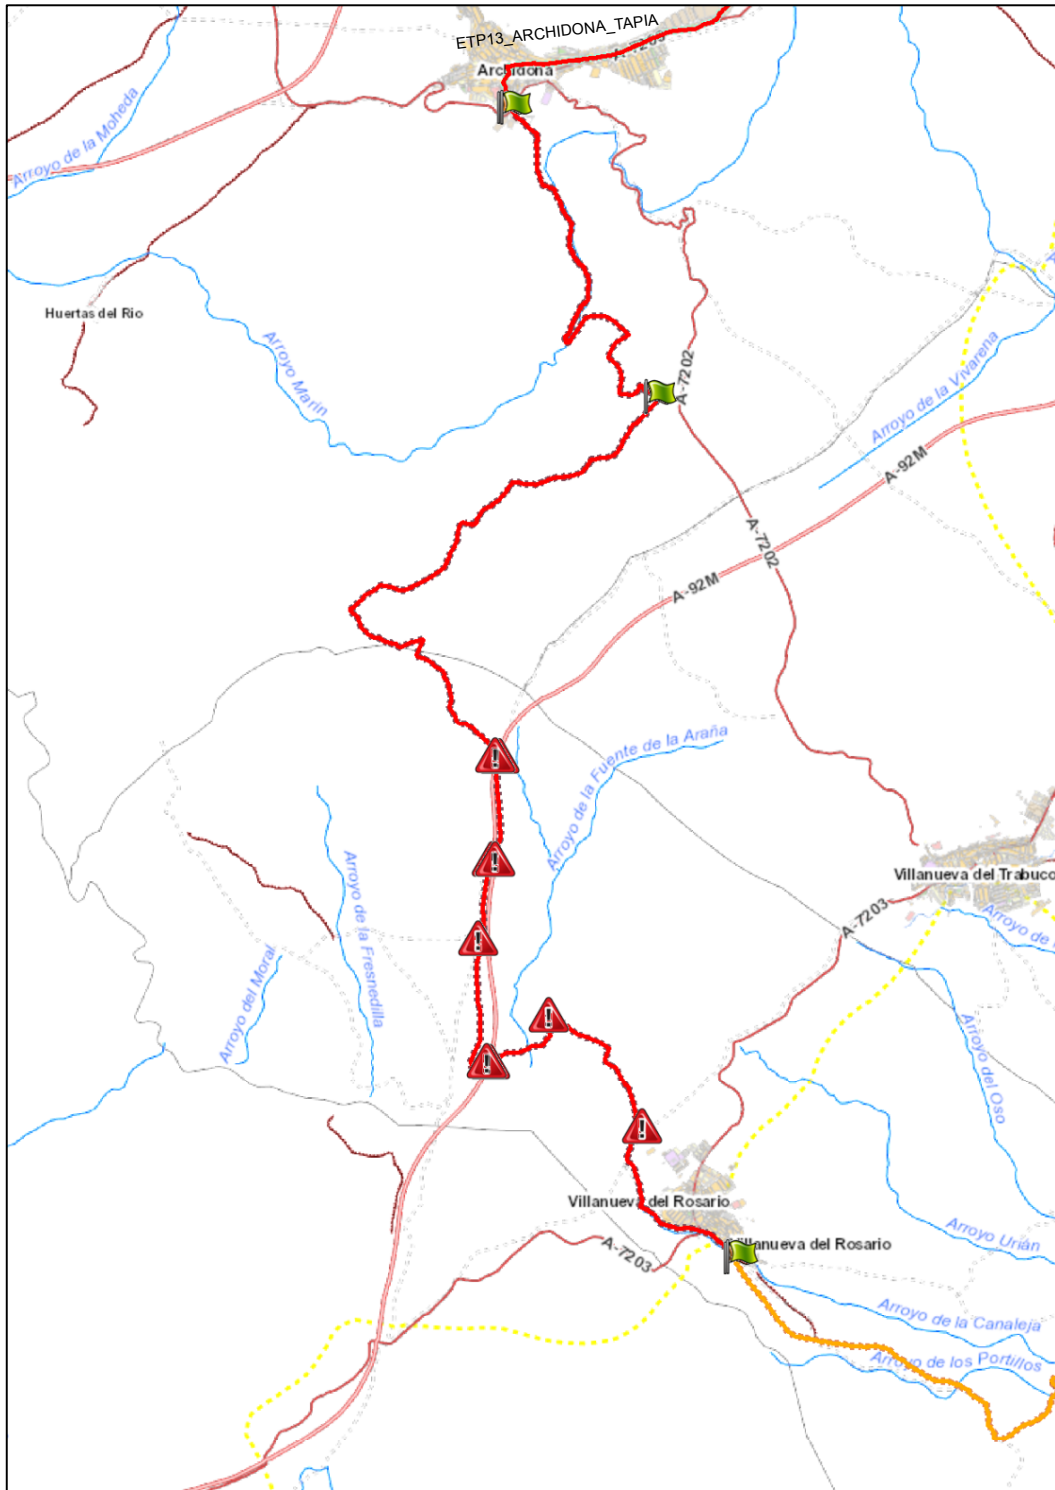 ETP13_ARCHIDONA_TAPIA
Archidona
Arroyo de la Moheda
Huertas del Rio
Arroyo Marin
A-7202
Arroyo de la Vivarena
A-92M
A-7202
A-92M
Arroyo de la Fuente de la Araña
Villanueva del Trabuco
Arroyo de la Fresnedilla
A-7203
Arroyo de
Arroyo del Moral
Arroyo del Oso
Villanueva del Rosario
Arroyo Urián
Villanueva del Rosario
A-7203
Arroyo de la Canaleja
Arroyo de los Portillos